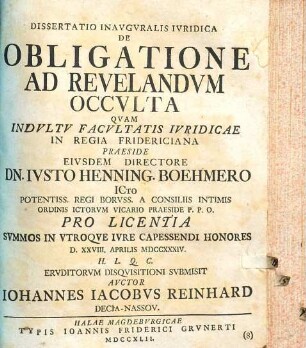 DISSERTATIO INAVGVRALIS IVRIDICA
DE
OBLIGATIONE
AD REVELANDVM
OCCVLTA
QVAM
INDVLTV FACVLTATIS IVRIDICAE
IN REGIA FRIDERICIANA
PRAESIDE
EIVSDEM DIRECTORE
DN. IVSTO HENNING. BOEHMERO
ICto
POTENTISS. REGI BORVSS. A CONSILIIS INTIMIS
ORDINIS ICTORVM VICARIO PRAESIDE P. P. O.
PRO LICENTIA
SVMMOS IN VTROQVE IVRE CAPESSENDI HONORES
D. XXVIII. APRILIS MDCCXXXIV.
H. L. Q. C.
ERVDITORVM DISQVISITIONI SVBMISIT
AVCTOR
IOHANNES IACOBVS REINHARD
DECIA-NASSOV.
HALAE MAGDEBVRGICAE
TYPIS IOANNIS FRIDERICI GRVNERTI
MDCCXLII.
(8)